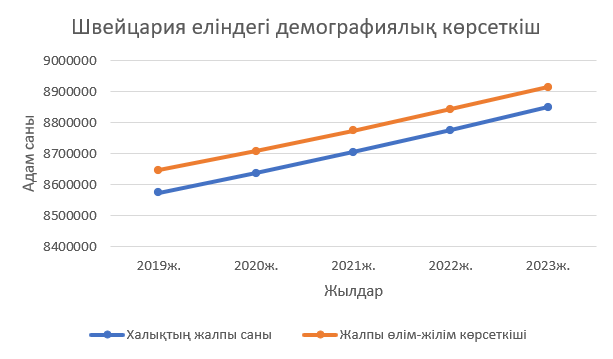 Швейцария еліндегі демографиялық көрсеткіш
9000000
8900000
8800000
8700000
8600000
8500000
8400000
Адам саны
2019ж.
2020ж.
2021ж.
2022ж.
2023ж.
Жылдар
Халықтың жалпы саны
Жалпы өлім-жілім көрсеткіші